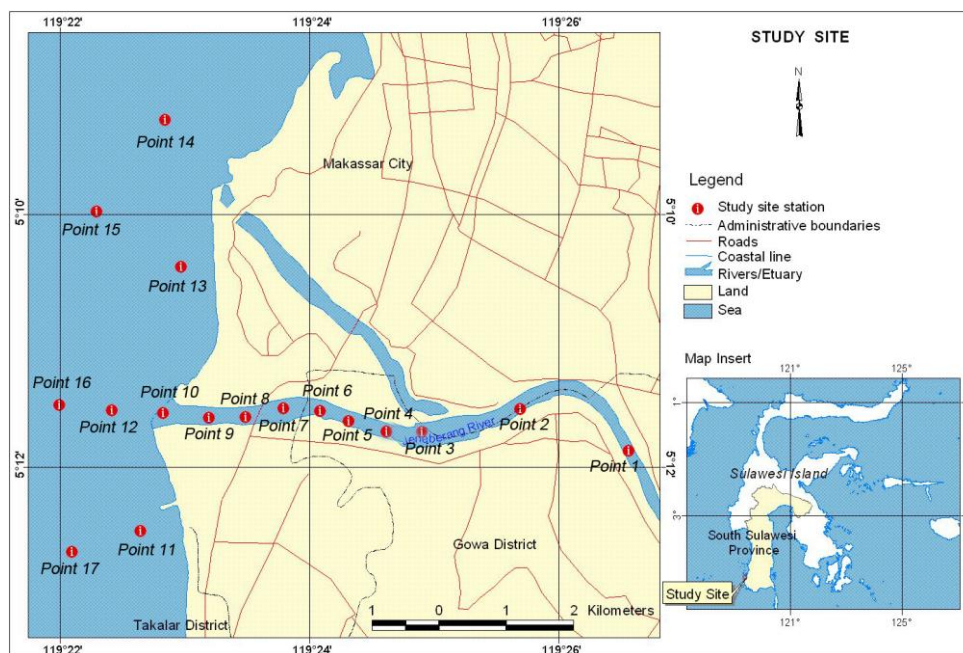 119°22'
119°24'
119°26'
STUDY SITE
N
Point 14
Makassar City
Legend
Study site station
5°10'
5°10'
Administrative boundaries
Point 15
Roads
Coastal line
Rivers/Etuary
Point 13
Land
Sea
Map Insert
121°
125°
Point 16
Point 10
Point 6
Point 8
Point 4
1°
Point 12
Point 9
Point 7
Point 5
Jeneberang River
Point 3
Point 2
Point 1
5°12'
5°12'
Sulawesi Island
3°
3°
South Sulawesi
Province
Point 11
Gowa District
Point 17
Study Site
1 0 1 2 Kilometers
Takalar District
121°
125°
119°22'
119°24'
119°26'